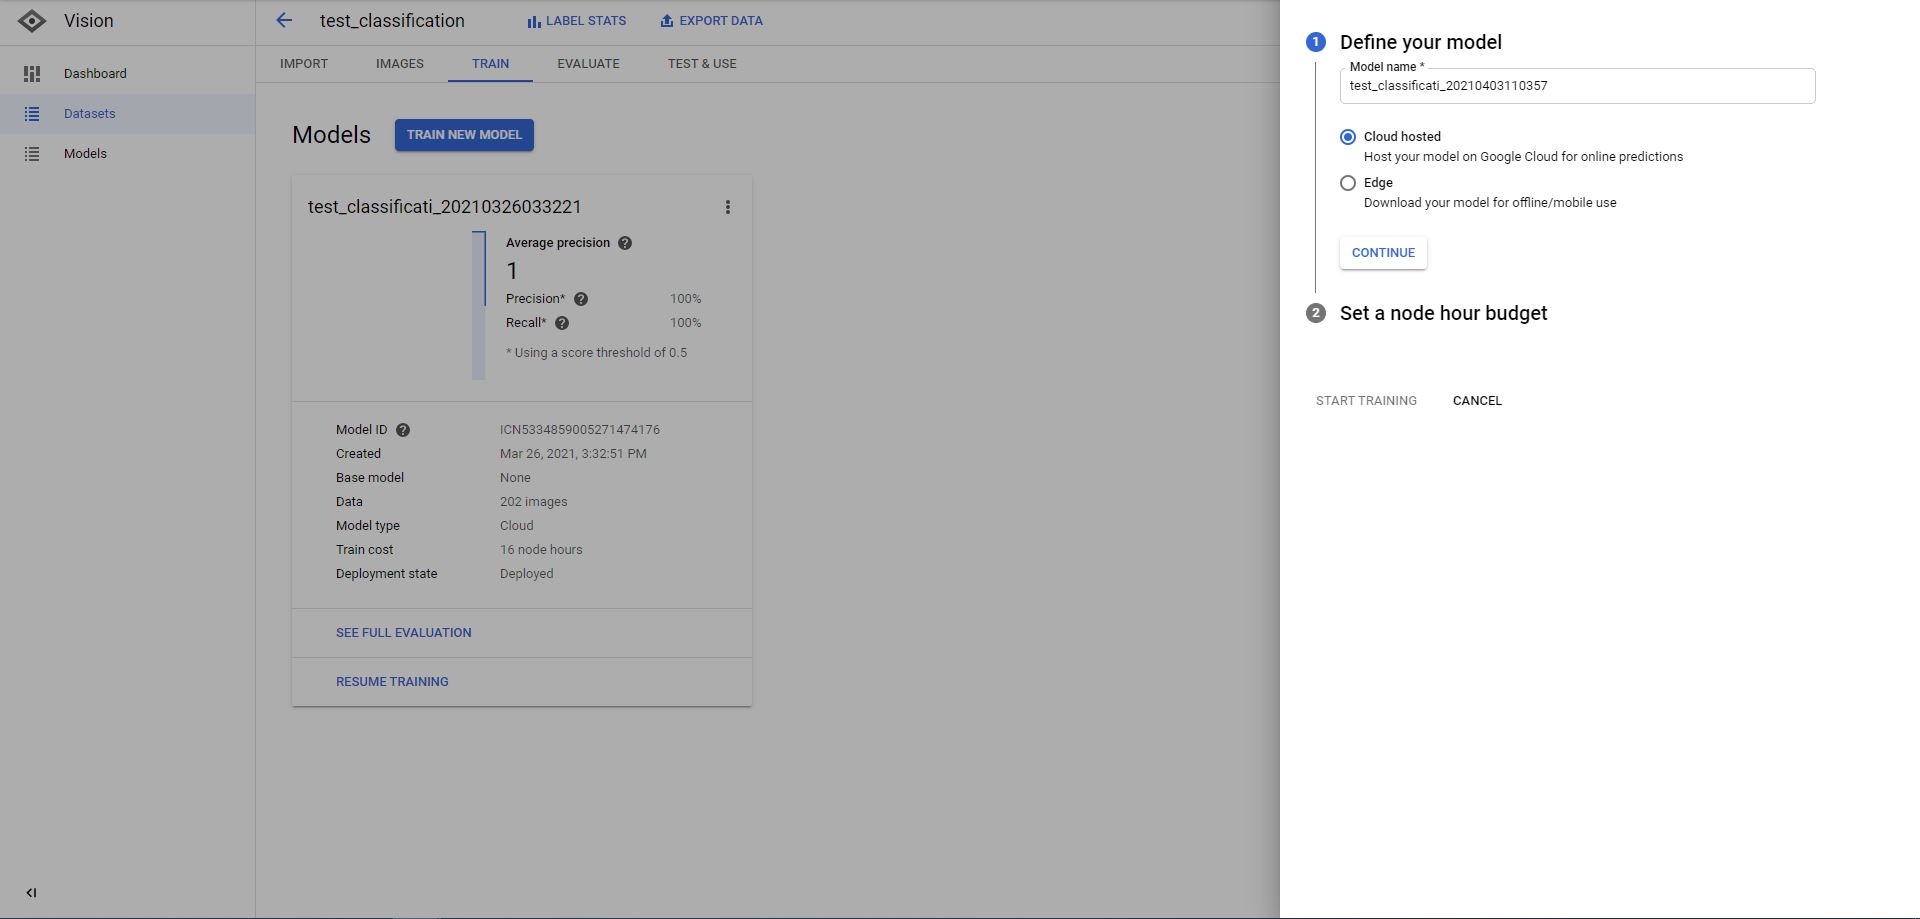 Vision
Dashboard
Datasets
Models
test_classification
LABEL STATS
EXPORT DATA
IMPORT
IMAGES
TRAIN
EVALUATE
TEST & USE
Models
TRAIN NEW MODEL
test_classificati_20210326033221
Average precision ?
1
Precision* ? 100%
Recall* ? 100%
* Using a score threshold of 0.5
Model ID ? ICN5334859005271474176
Created Mar 26, 2021, 3:32:51 PM
Base model None
Data 202 images
Model type Cloud
Train cost 16 node hours
Deployment state Deployed
SEE FULL EVALUATION
RESUME TRAINING
1 Define your model
Model name *
test_classificati_20210403110357
Cloud hosted
Host your model on Google Cloud for online predictions
Edge
Download your model for offline/mobile use
CONTINUE
2 Set a node hour budget
START TRAINING
CANCEL